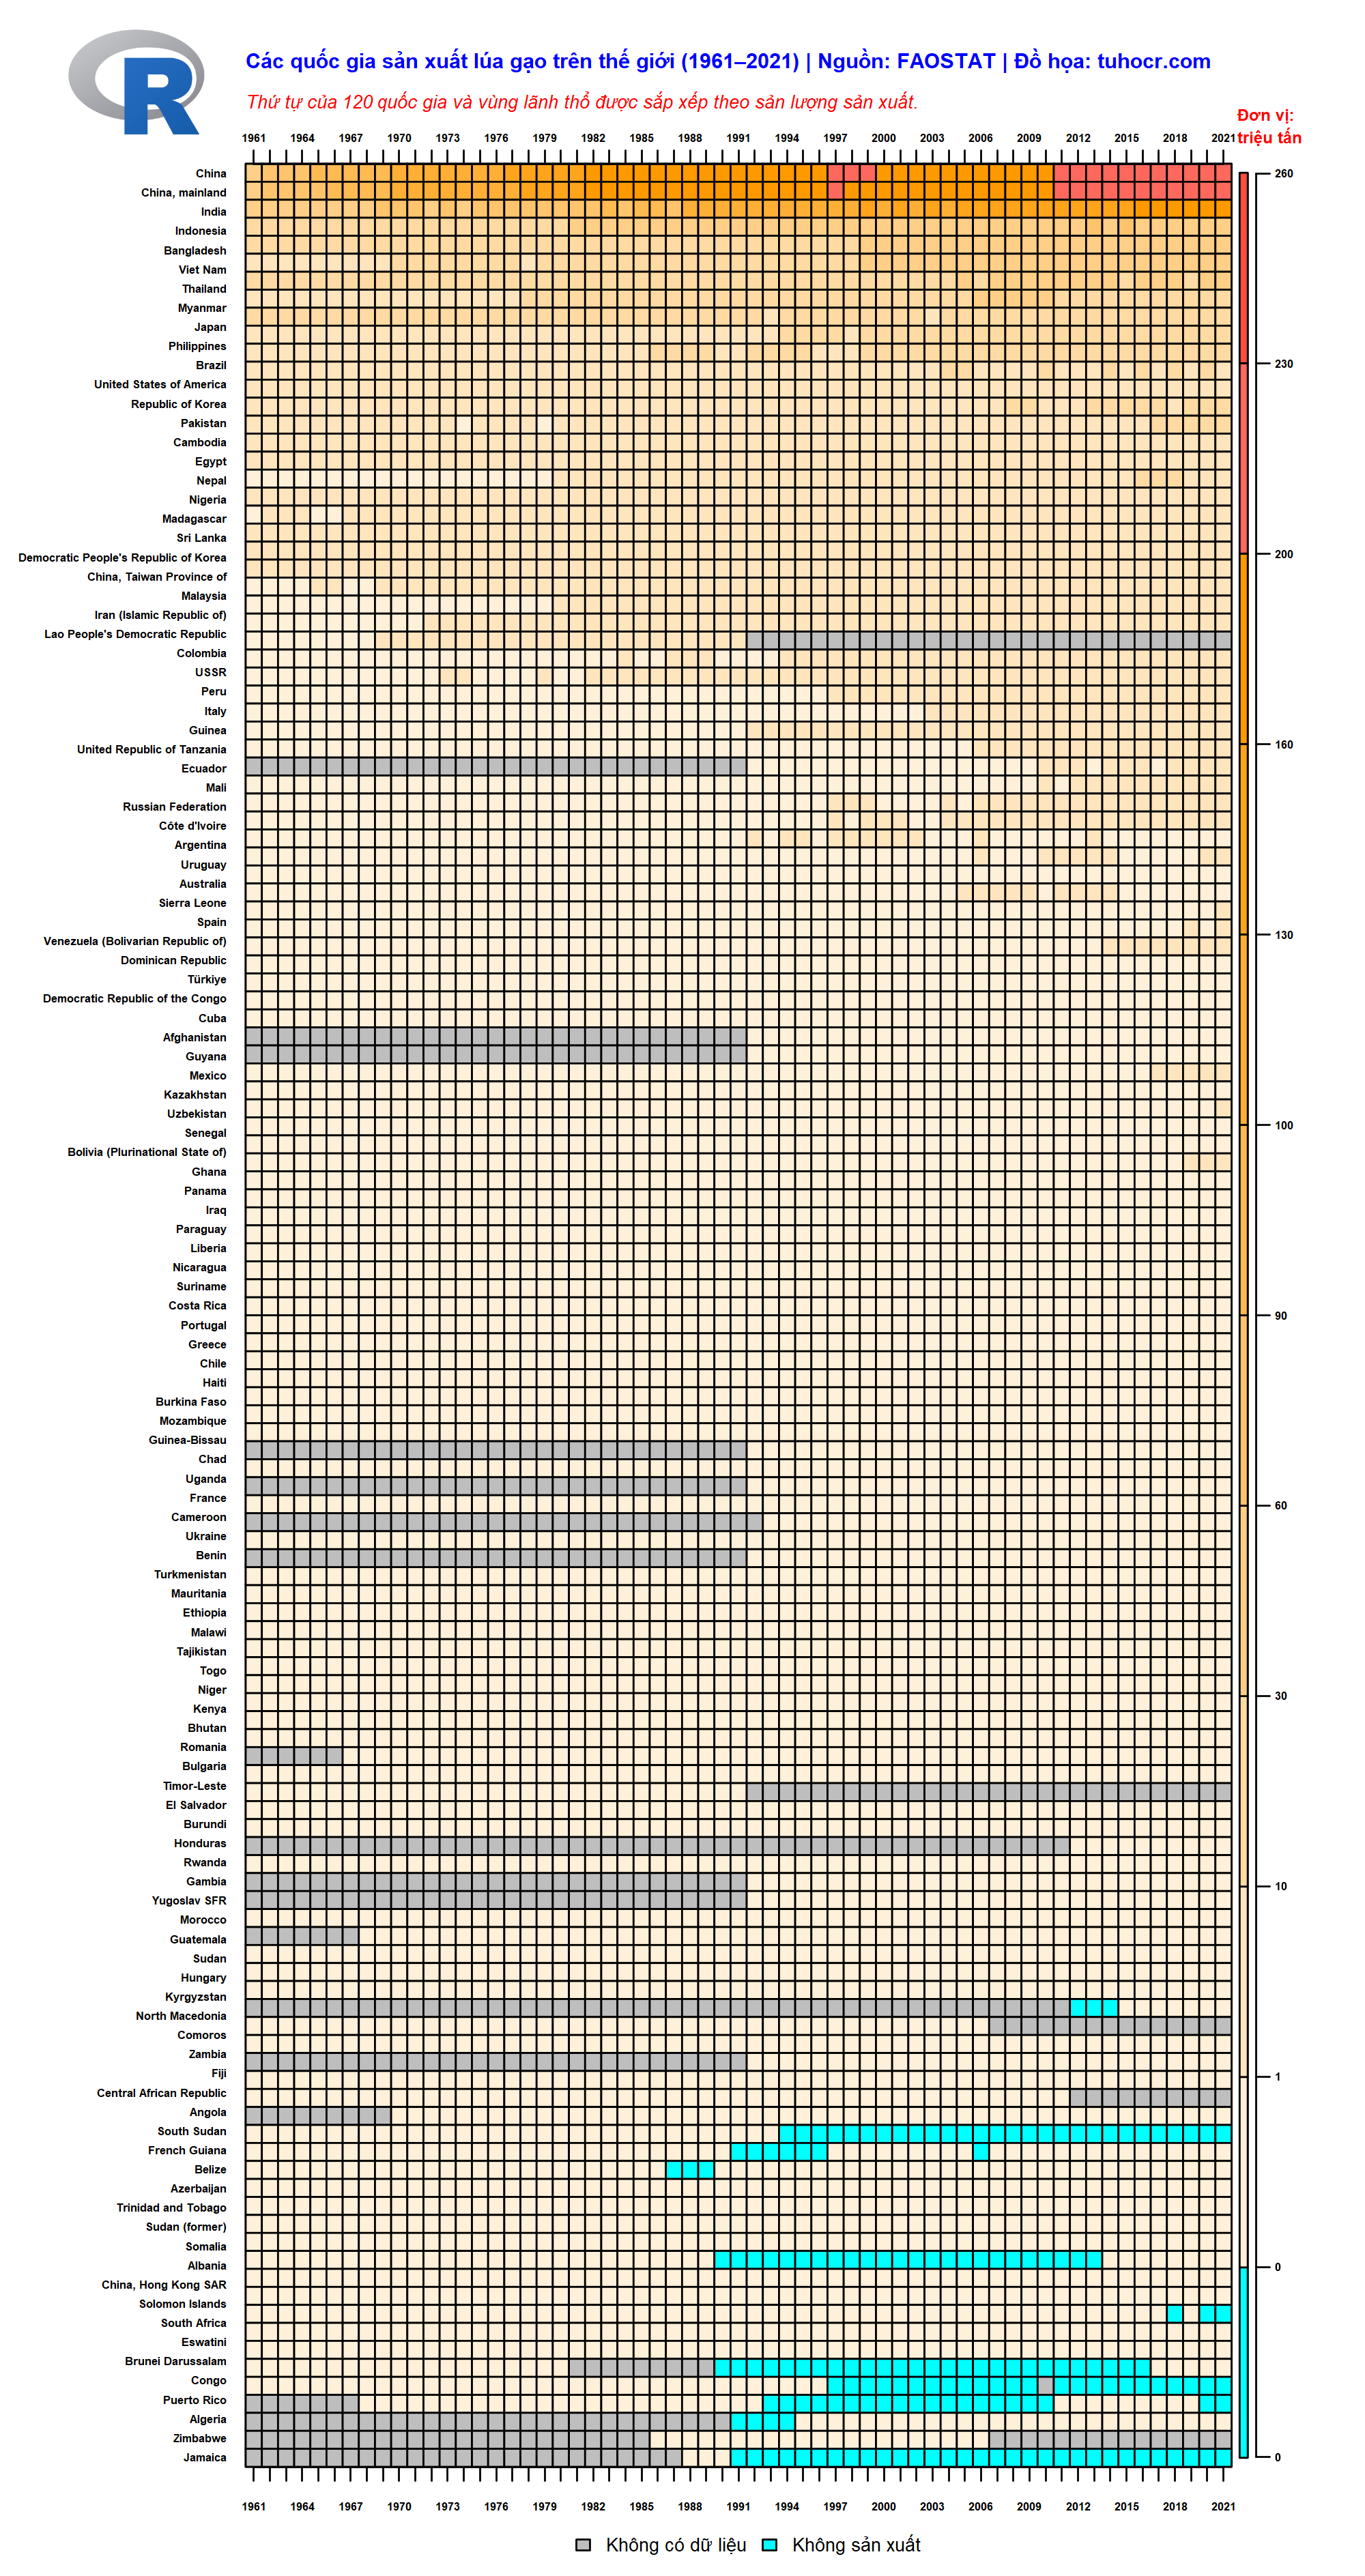 R
Các quốc gia sản xuất lúa gạo trên thế giới (1961–2021) | Nguồn: FAOSTAT | Đồ họa: tuhocr.com
Thứ tự của 120 quốc gia và vùng lãnh thổ được sắp xếp theo sản lượng sản xuất.
Đơn vị:
triệu tấn
1961 1964 1967 1970 1973 1976 1979 1982 1985 1988 1991 1994 1997 2000 2003 2006 2009 2012 2015 2018 2021
China
China, mainland
India
Indonesia
Bangladesh
Viet Nam
Thailand
Myanmar
Japan
Philippines
Brazil
United States of America
Republic of Korea
Pakistan
Cambodia
Egypt
Nepal
Nigeria
Madagascar
Sri Lanka
Democratic People's Republic of Korea
China, Taiwan Province of
Malaysia
Iran (Islamic Republic of)
Lao People's Democratic Republic
Colombia
USSR
Peru
Italy
Guinea
United Republic of Tanzania
Ecuador
Mali
Russian Federation
Côte d'Ivoire
Argentina
Uruguay
Australia
Sierra Leone
Spain
Venezuela (Bolivarian Republic of)
Dominican Republic
Türkiye
Democratic Republic of the Congo
Cuba
Afghanistan
Guyana
Mexico
Kazakhstan
Uzbekistan
Senegal
Bolivia (Plurinational State of)
Ghana
Panama
Iraq
Paraguay
Liberia
Nicaragua
Suriname
Costa Rica
Portugal
Greece
Chile
Haiti
Burkina Faso
Mozambique
Guinea-Bissau
Chad
Uganda
France
Cameroon
Ukraine
Benin
Turkmenistan
Mauritania
Ethiopia
Malawi
Tajikistan
Togo
Niger
Kenya
Bhutan
Romania
Bulgaria
Timor-Leste
El Salvador
Burundi
Honduras
Rwanda
Gambia
Yugoslav SFR
Morocco
Guatemala
Sudan
Hungary
Kyrgyzstan
North Macedonia
Comoros
Zambia
Fiji
Central African Republic
Angola
South Sudan
French Guiana
Belize
Azerbaijan
Trinidad and Tobago
Sudan (former)
Somalia
Albania
China, Hong Kong SAR
Solomon Islands
South Africa
Eswatini
Brunei Darussalam
Congo
Puerto Rico
Algeria
Zimbabwe
Jamaica
260
230
200
160
130
100
90
60
30
10
1
0
0
1961 1964 1967 1970 1973 1976 1979 1982 1985 1988 1991 1994 1997 2000 2003 2006 2009 2012 2015 2018 2021
Không có dữ liệu Không sản xuất